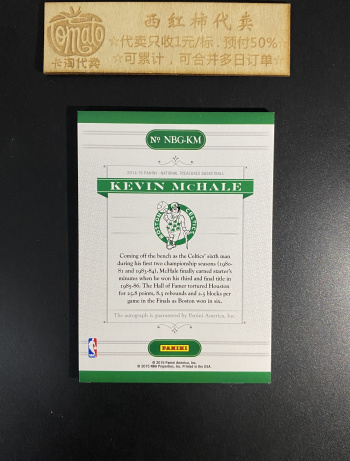 Tomato
卡淘代卖
西红柿代卖
☆代卖只收1元/标,预付50%☆
☆可累计,可合并多日订单☆
Nº NBG-KM
2014-15 PANINI - NATIONAL TREASURES BASKETBALL
KEVIN McHALE
BOSTON
CELTICS
Coming off the bench as the Celtics' sixth man
during his first two championship seasons (1980-
81 and 1983-84), McHale finally earned starter's
minutes when he won his third and final title in
1985-86. The Hall of Famer tortured Houston
for 25.8 points, 8.5 rebounds and 2.5 blocks per
game in the Finals as Boston won in six.
The autograph is guaranteed by Panini America, Inc.
NBA
PANINI
© 2015 Panini America, Inc.
© 2015 NBA Properties, Inc. Printed in the USA.